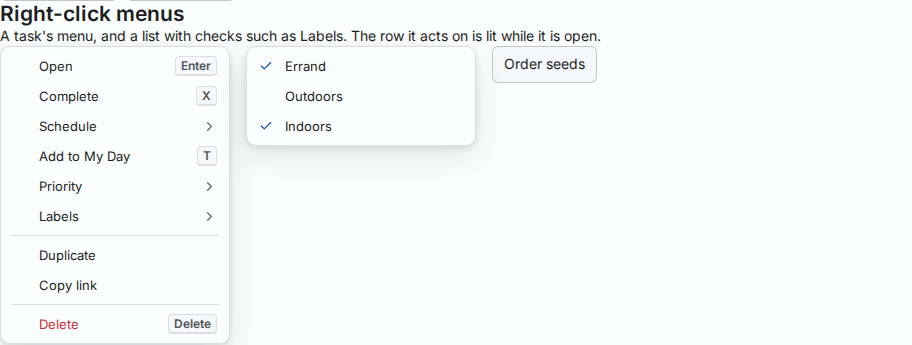 Right-click menus
A task's menu, and a list with checks such as Labels. The row it acts on is lit while it is open.
Open Enter
Complete X
Schedule
Add to My Day T
Priority
Labels
Duplicate
Copy link
Delete Delete
Errand
Outdoors
Indoors
Order seeds